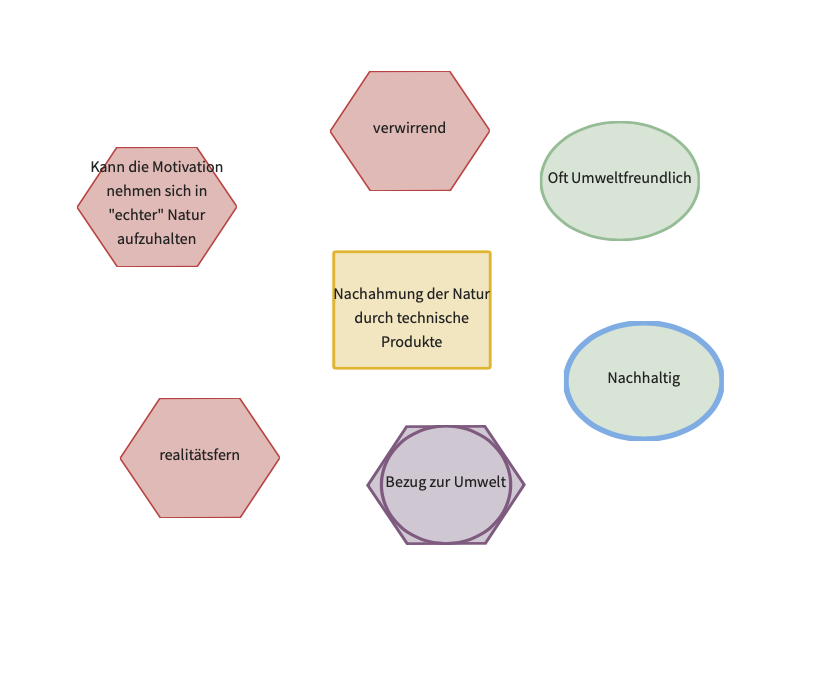 verwirrend
Kann die Motivation
nehmen sich in
"echter" Natur
aufzuhalten
Oft Umweltfreundlich
Nachahmung der Natur
durch technische
Produkte
Nachhaltig
realitätsfern
Bezug zur Umwelt